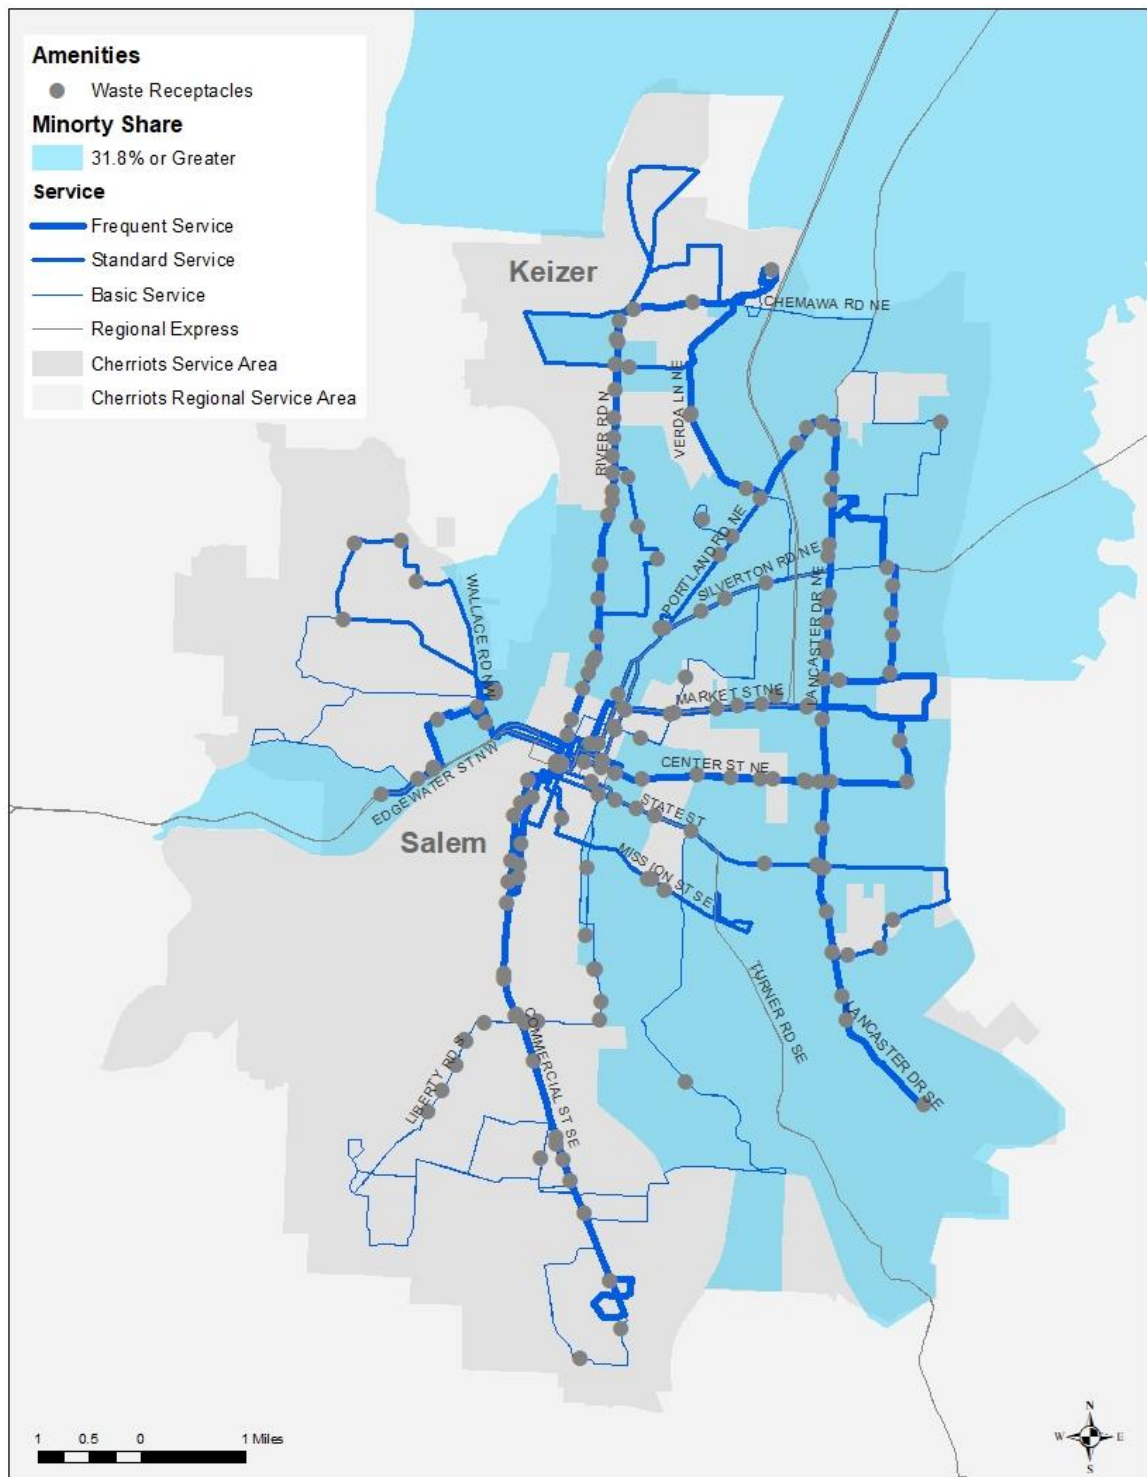 Amenities
Waste Receptacles
Minorty Share
31.8% or Greater
Service
Frequent Service
Standard Service
Basic Service
Regional Express
Cherriots Service Area
Cherriots Regional Service Area
Keizer
CHEMAWA RD NE
VERDA LN NE
RIVER RD N
PORTLAND RD NE
SILVERTON RD NE
WALLACE RD NW
LANCASTER DR NE
MARKET ST NE
CENTER ST NE
EDGEWATER ST NW
STATE ST
Salem
MISSION ST SE
TURNER RD SE
LANCASTER DR SE
COMMERCIAL ST SE
LIBERTY RD S
1 0.5 0 1 Miles
N
W E
S